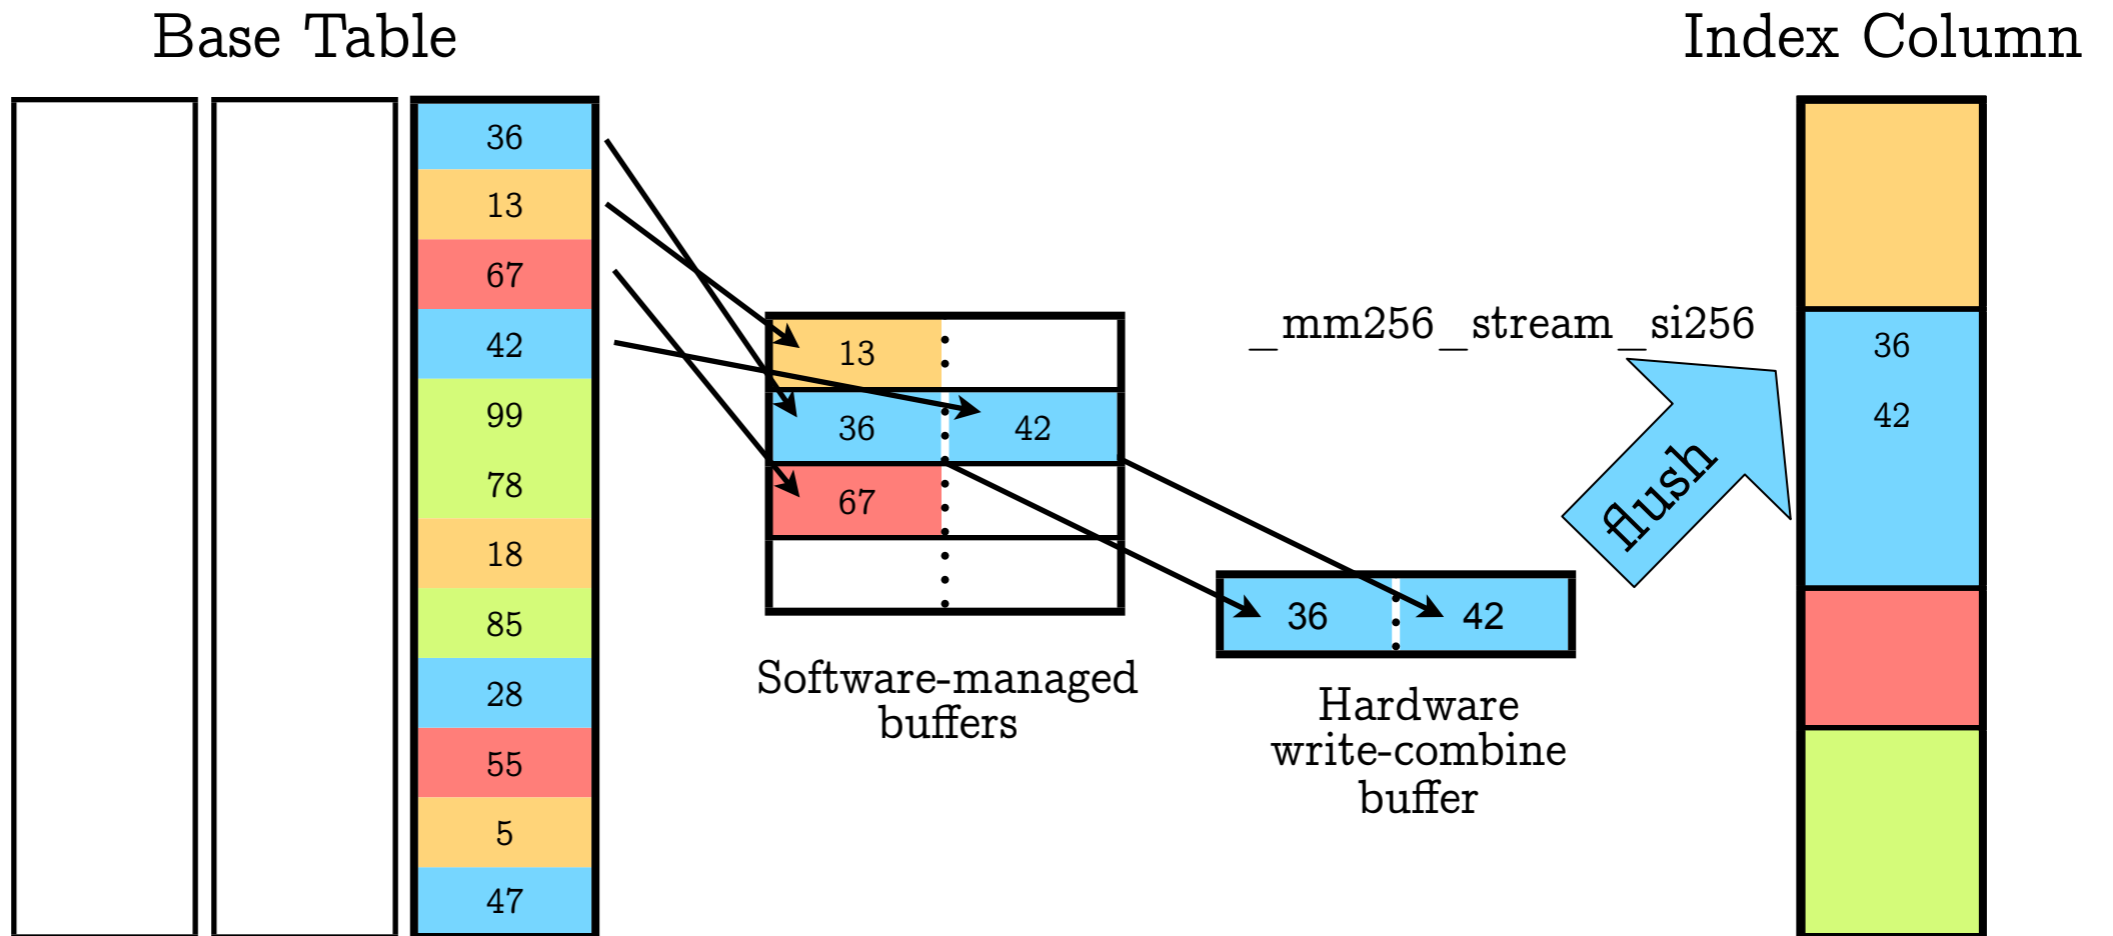 Base Table
Index Column
36
13
67
42
99
78
18
85
28
55
5
47
13
36 42
67
Software-managed
buffers
36 42
Hardware
write-combine
buffer
_mm256_stream_si256
flush
36
42